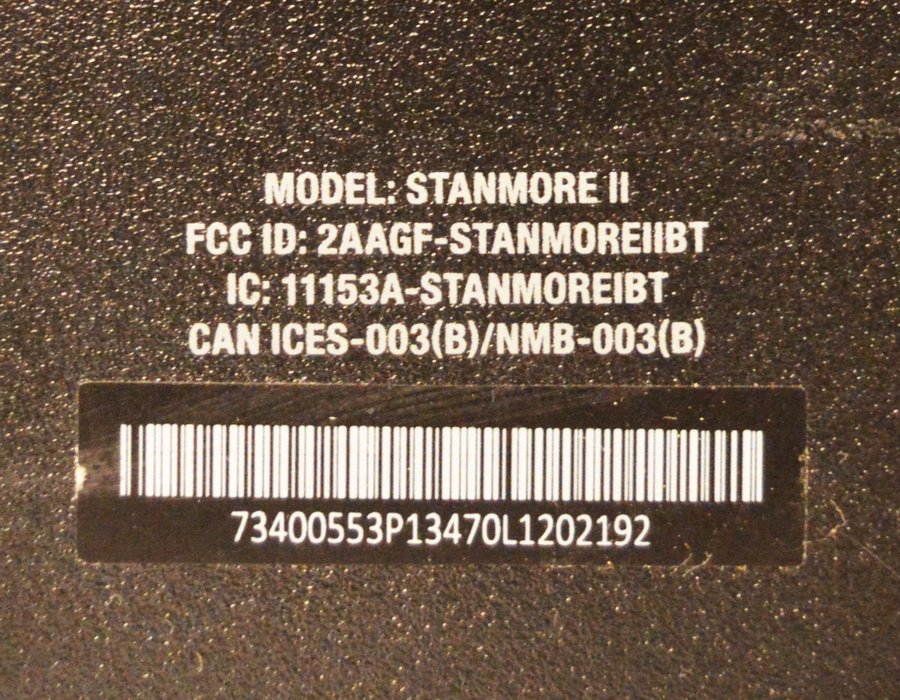 MODEL: STANMORE II
FCC ID: 2AAGF-STANMOREIIBT
IC: 11153A-STANMOREIBT
CAN ICES-003(B)/NMB-003(B)
73400553P13470L1202192